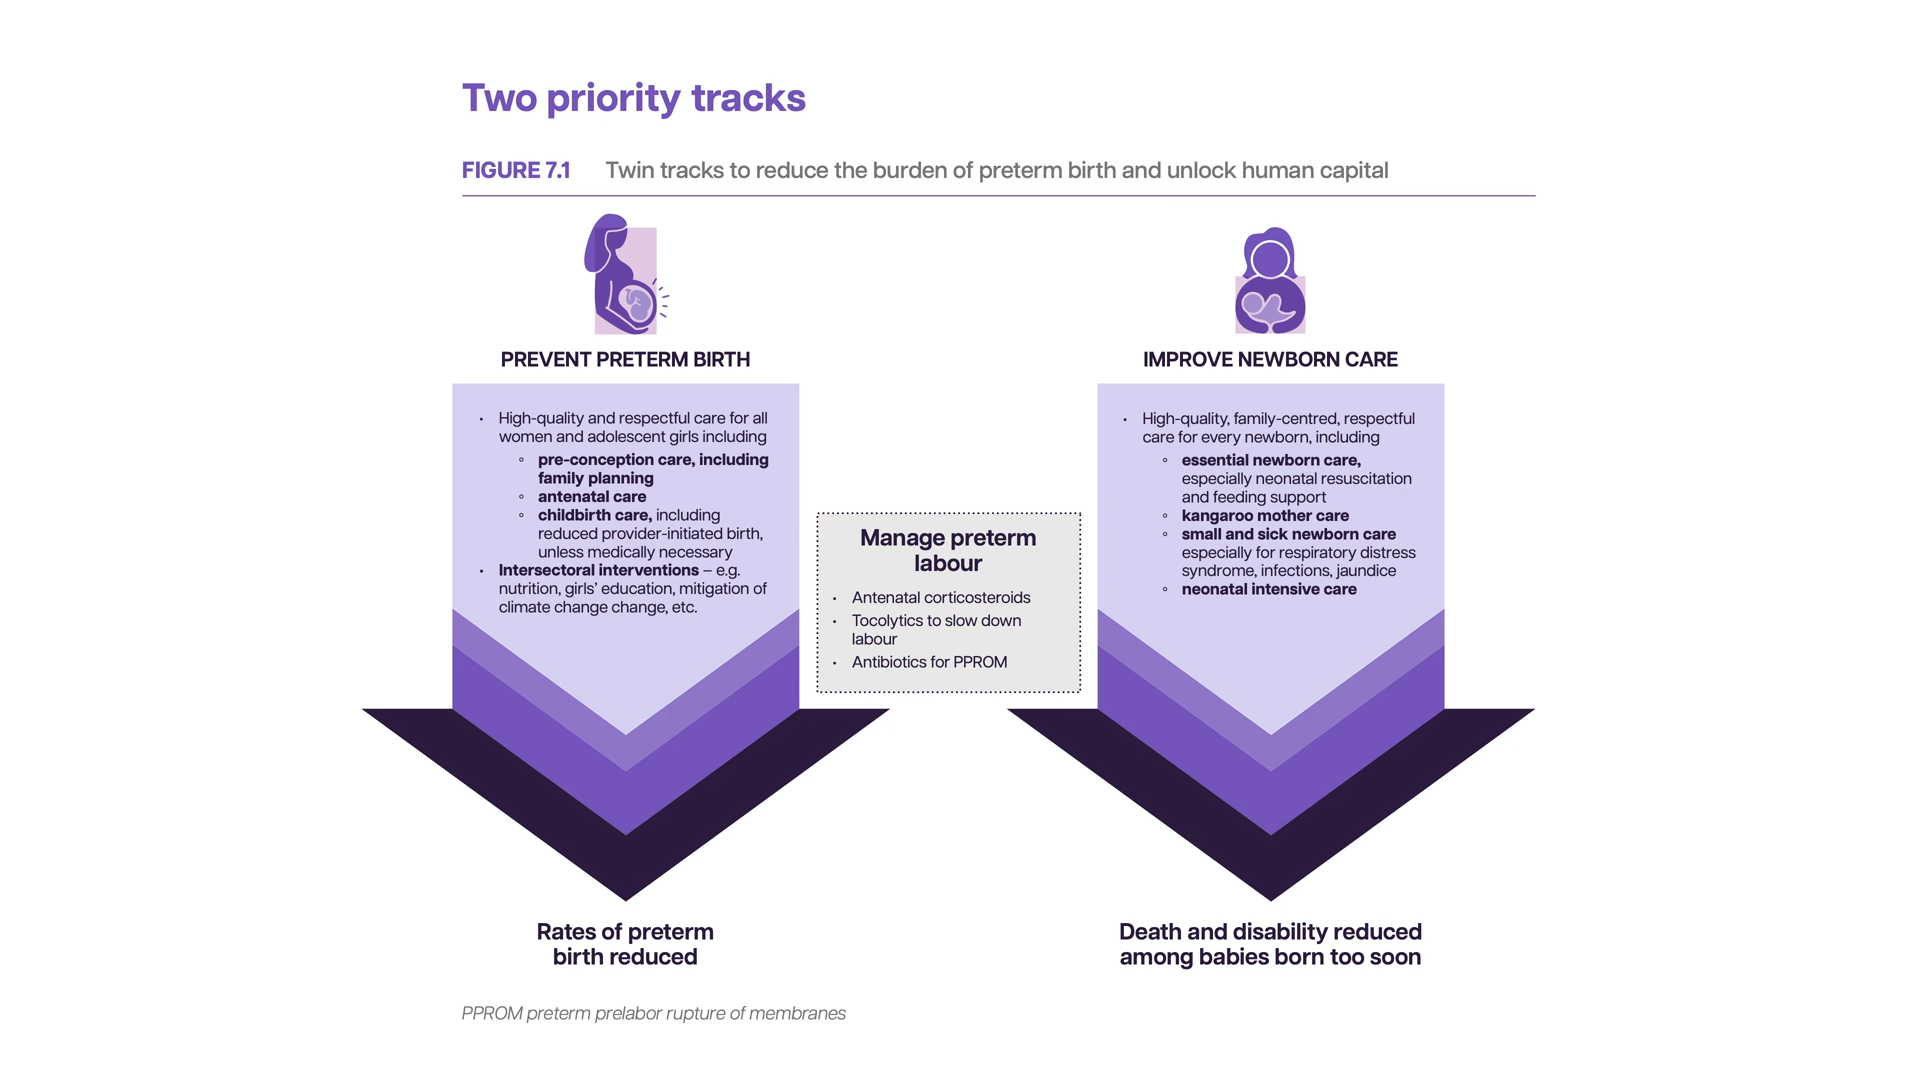 Two priority tracks
FIGURE 7.1 Twin tracks to reduce the burden of preterm birth and unlock human capital
PREVENT PRETERM BIRTH
• High-quality and respectful care for all
women and adolescent girls including
◦ pre-conception care, including
family planning
◦ antenatal care
◦ childbirth care, including
reduced provider-initiated birth,
unless medically necessary
• Intersectoral interventions – e.g.
nutrition, girls’ education, mitigation of
climate change change, etc.
Rates of preterm
birth reduced
Manage preterm
labour
• Antenatal corticosteroids
• Tocolytics to slow down
labour
• Antibiotics for PPROM
IMPROVE NEWBORN CARE
• High-quality, family-centred, respectful
care for every newborn, including
◦ essential newborn care,
especially neonatal resuscitation
and feeding support
◦ kangaroo mother care
◦ small and sick newborn care
especially for respiratory distress
syndrome, infections, jaundice
◦ neonatal intensive care
Death and disability reduced
among babies born too soon
PPROM preterm prelabor rupture of membranes